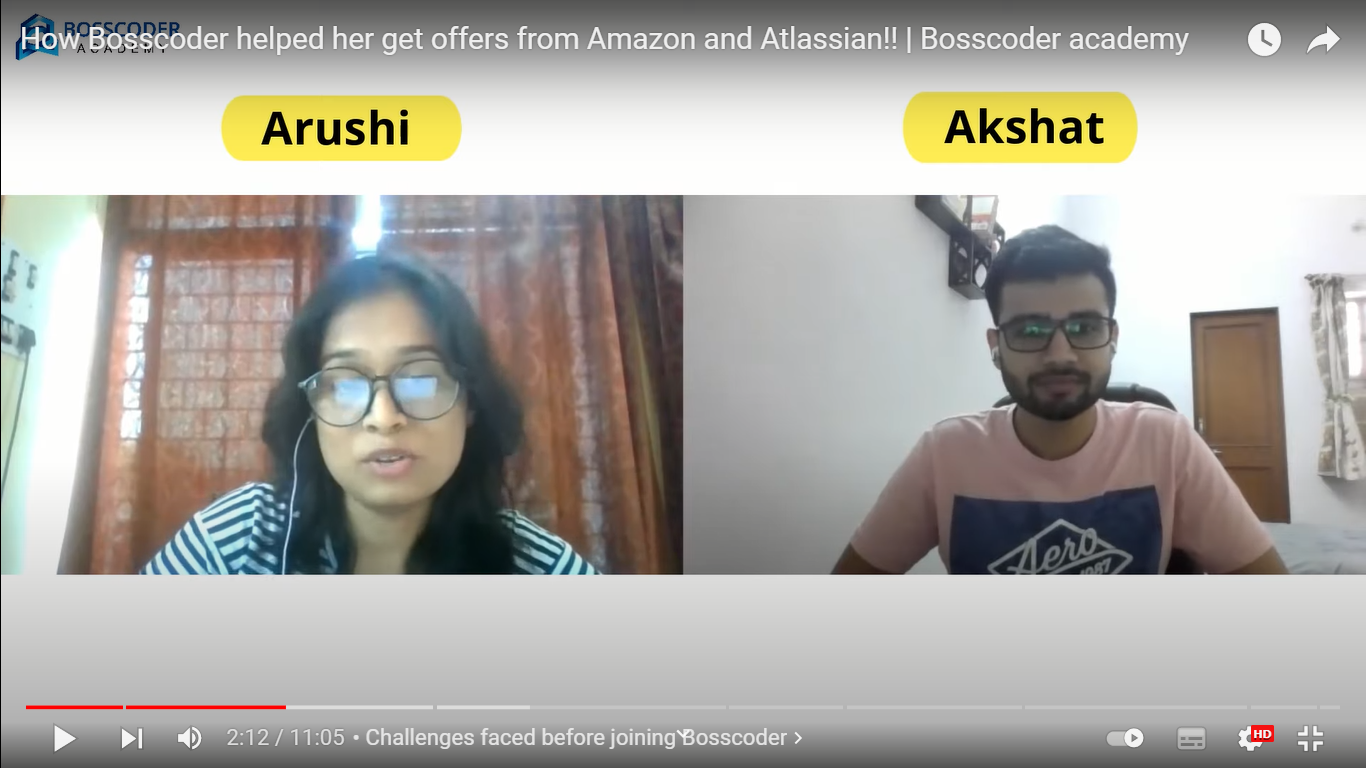 How Bosscoder helped her get offers from Amazon and Atlassian!! | Bosscoder academy
BOSSCODER
ACADEMY
Arushi
Akshat
Aero
1987
2:12 / 11:05 • Challenges faced before joining Bosscoder
HD